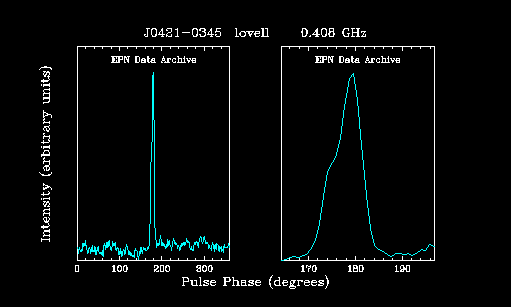 J0421-0345 lovell 0.408 GHz
EPN Data Archive EPN Data Archive
Intensity (arbitrary units)
0 100 200 300 170 180 190
Pulse Phase (degrees)